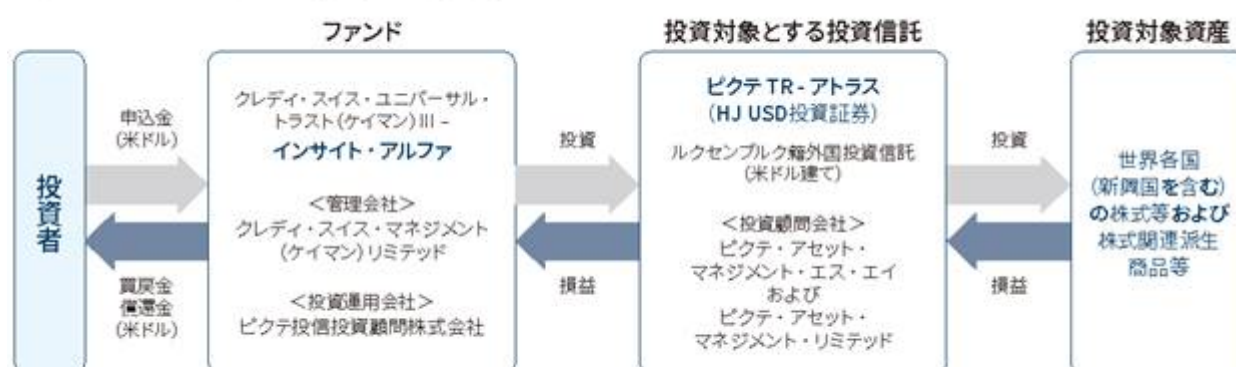 ファンド
投資対象とする投資信託
投資対象資産
投資者
申込金
(米ドル)
買戻金
償還金
(米ドル)
クレディ・スイス・ユニバーサル・
トラスト(ケイマン)III –
インサイト・アルファ
<管理会社>
クレディ・スイス・マネジメント
(ケイマン)リミテッド
<投資運用会社>
ピクテ投信投資顧問株式会社
投資
損益
ピクテ TR - アトラス
(HJ USD投資証券)
ルクセンブルク籍外国投資信託
(米ドル建て)
<投資顧問会社>
ピクテ・アセット・
マネジメント・エス・エイ
および
ピクテ・アセット・
マネジメント・リミテッド
投資
損益
世界各国
(新興国を含む)
の株式等および
株式関連派生
商品等